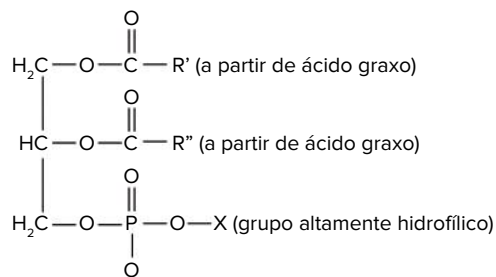 O
H₂C—O—C—R' (a partir de ácido graxo)
O
HC—O—C—R” (a partir de ácido graxo)
O
H₂C—O—P—O—X (grupo altamente hidrofílico)
O